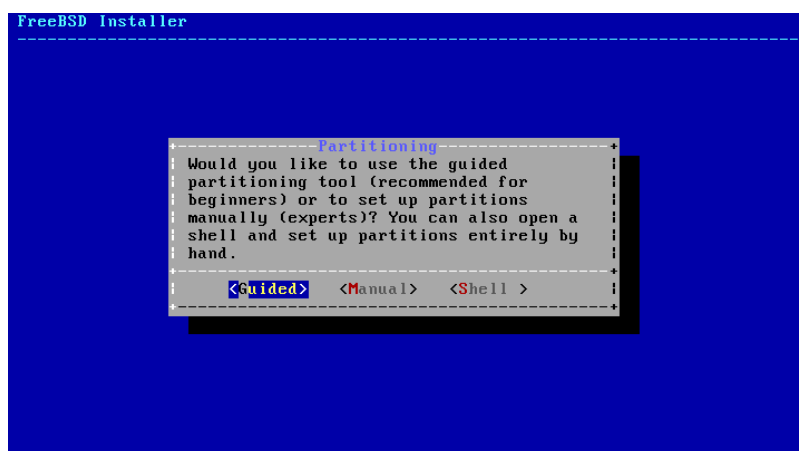 FreeBSD Installer
Partitioning
Would you like to use the guided
partitioning tool (recommended for
beginners) or to set up partitions
manually (experts)? You can also open a
shell and set up partitions entirely by
hand.
<Guided> <Manual> <Shell >